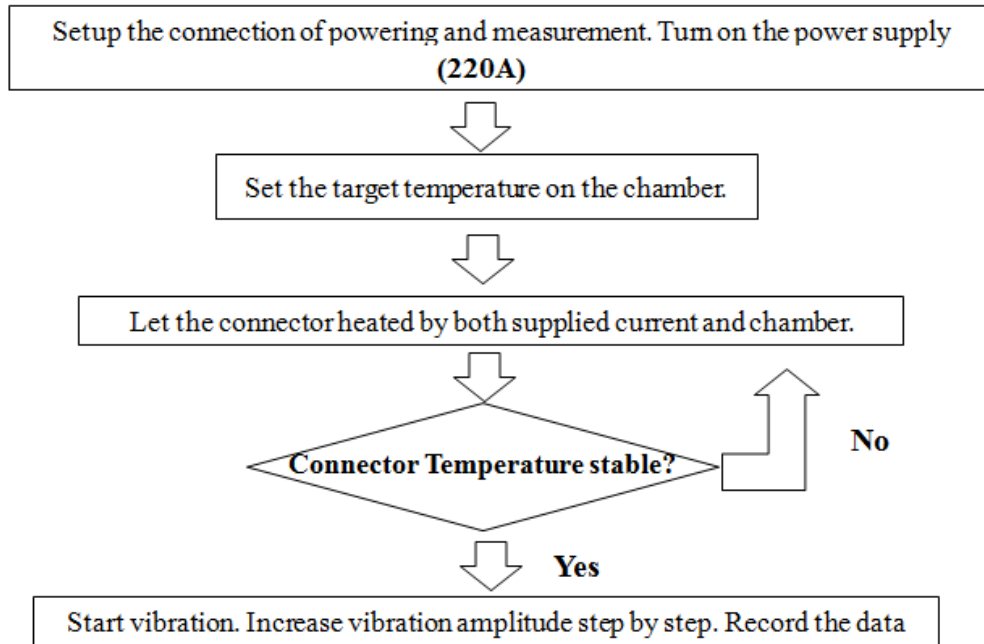 Setup the connection of powering and measurement. Turn on the power supply
(220A)
Set the target temperature on the chamber.
Let the connector heated by both supplied current and chamber.
Connector Temperature stable?
No
Yes
Start vibration. Increase vibration amplitude step by step. Record the data